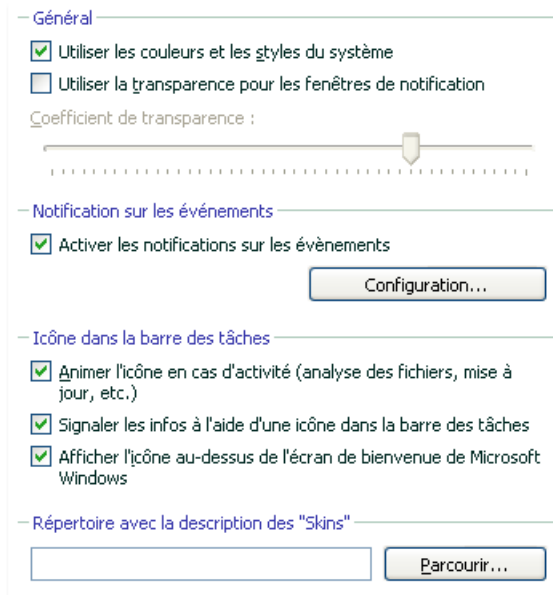 Général
Utiliser les couleurs et les styles du système
Utiliser la transparence pour les fenêtres de notification
Coefficient de transparence :
Notification sur les événements
Activer les notifications sur les évènements
Configuration...
Icône dans la barre des tâches
Animer l'icône en cas d'activité (analyse des fichiers, mise à
jour, etc.)
Signaler les infos à l'aide d'une icône dans la barre des tâches
Afficher l'icône au-dessus de l'écran de bienvenue de Microsoft
Windows
Répertoire avec la description des "Skins"
Parcourir...